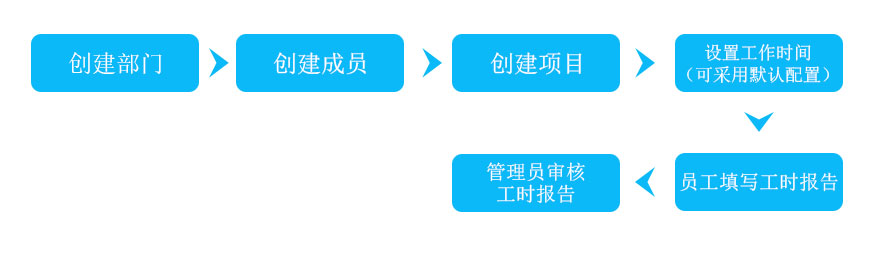 创建部门
创建成员
创建项目
设置工作时间
（可采用默认配置）
员工填写工时报告
管理员审核
工时报告